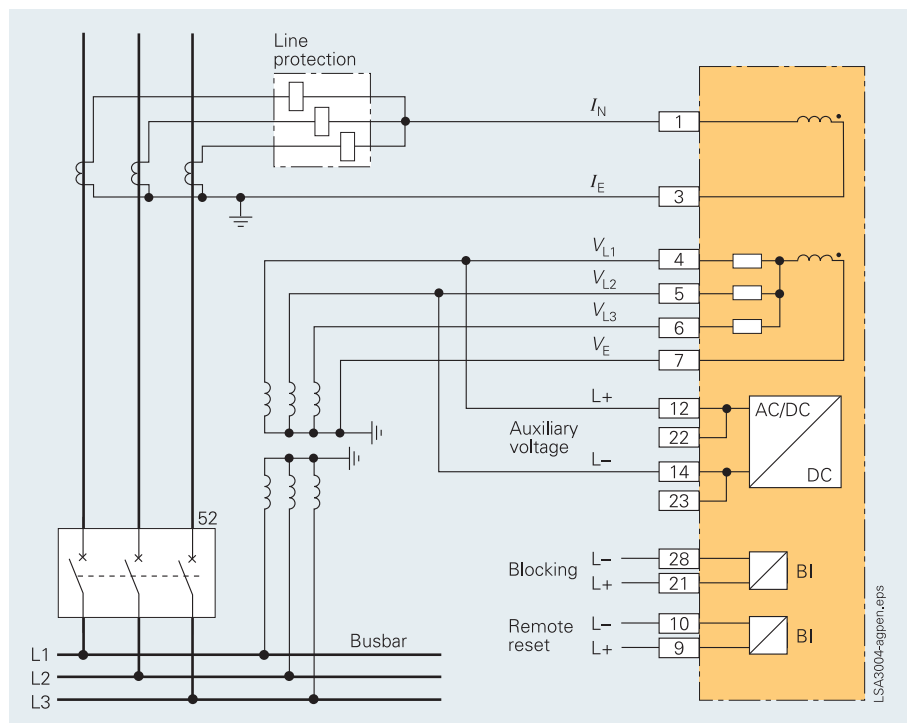 Line
protection
I_N
1
I_E
3
V_L1
4
V_L2
5
V_L3
6
V_E
7
L+
12
AC/DC
Auxiliary
voltage
22
L–
14
DC
23
52
Blocking
L–
28
BI
L+
21
Remote
reset
L–
10
BI
L+
9
Busbar
L1
L2
L3
LSA3004-agpen.eps